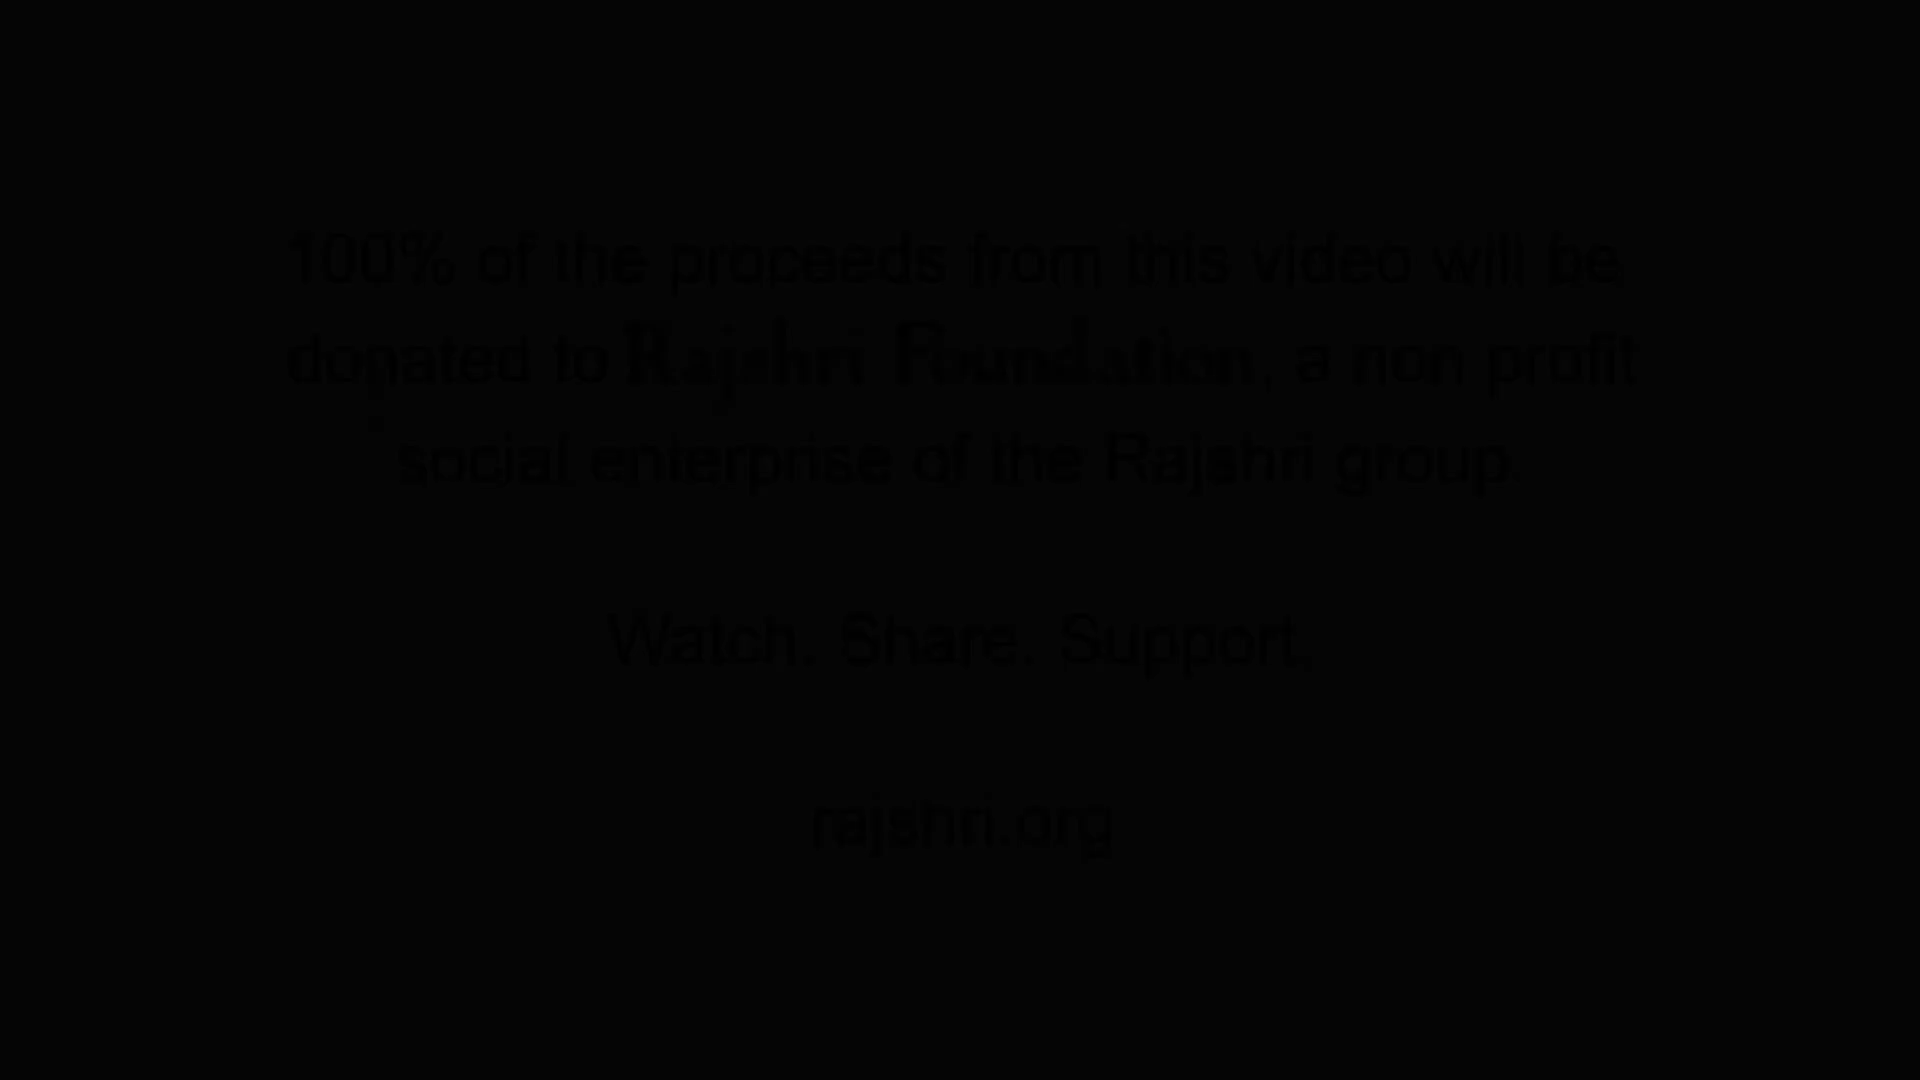 100% of the proceeds from this video will be
donated to Rajshri Foundation, a non profit
social enterprise of the Rajshri group.
Watch. Share. Support.
rajshri.org